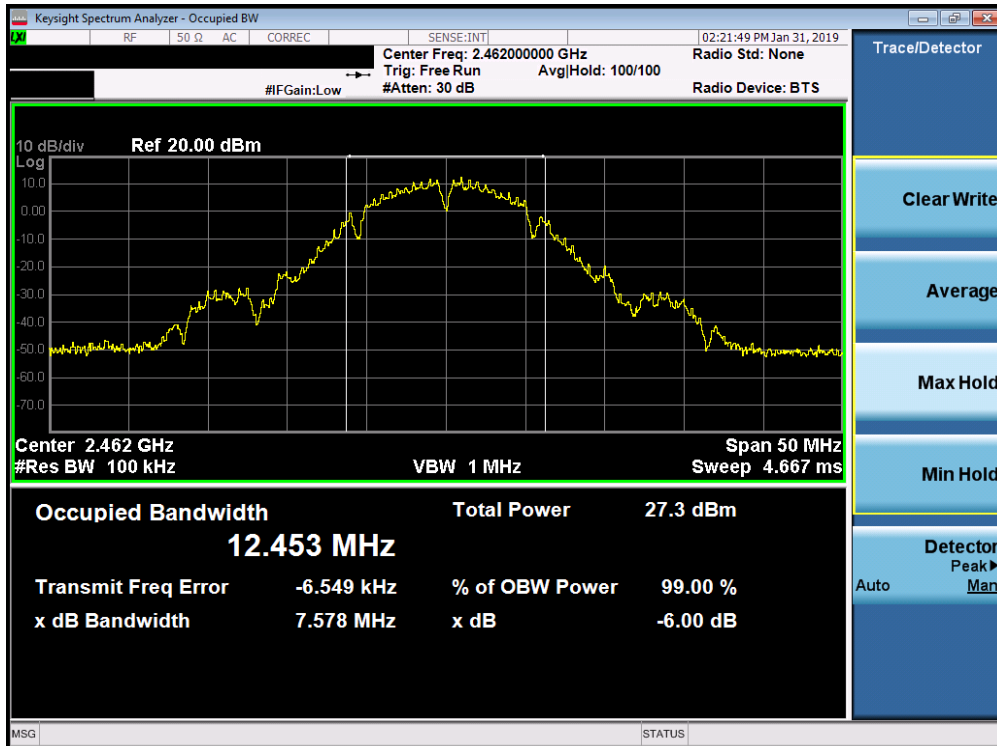 Keysight Spectrum Analyzer - Occupied BW
LXI RF 50 Ω AC CORREC SENSE:INT 02:21:49 PM Jan 31, 2019
Center Freq: 2.462000000 GHz Radio Std: None
Trig: Free Run Avg|Hold: 100/100
#IFGain:Low #Atten: 30 dB Radio Device: BTS
10 dB/div Ref 20.00 dBm
Log
10.0
0.00
-10.0
-20.0
-30.0
-40.0
-50.0
-60.0
-70.0
Center 2.462 GHz Span 50 MHz
#Res BW 100 kHz VBW 1 MHz Sweep 4.667 ms
Occupied Bandwidth Total Power 27.3 dBm
12.453 MHz
Transmit Freq Error -6.549 kHz % of OBW Power 99.00 %
x dB Bandwidth 7.578 MHz x dB -6.00 dB
MSG STATUS
Trace/Detector
Clear Write
Average
Max Hold
Min Hold
Detector
Peak▶
Auto Man